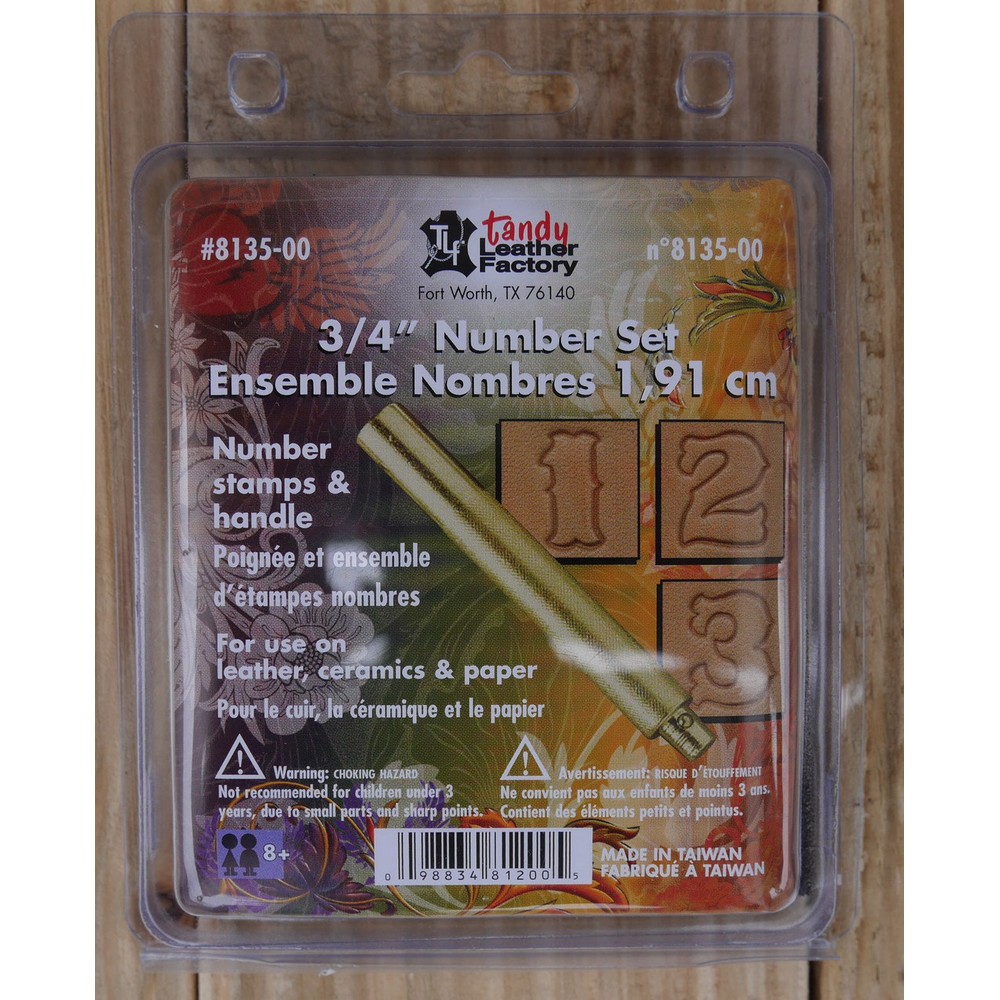 #8135-00
TLF
tandy
Leather
Factory
n°8135-00
Fort Worth, TX 76140
3/4" Number Set
Ensemble Nombres 1,91 cm
Number
stamps &
handle
Poignée et ensemble
d'étampes nombres
1
2
3
For use on
leather, ceramics & paper
Pour le cuir, la céramique et le papier
Warning: CHOKING HAZARD
Not recommended for children under 3
years, due to small parts and sharp points.
Avertissement: RISQUE D'ÉTOUFFEMENT
Ne convient pas aux enfants de moins 3 ans.
Contient des éléments petits et pointus.
8+
0 98834 81200 5
MADE IN TAIWAN
FABRIQUÉ À TAIWAN